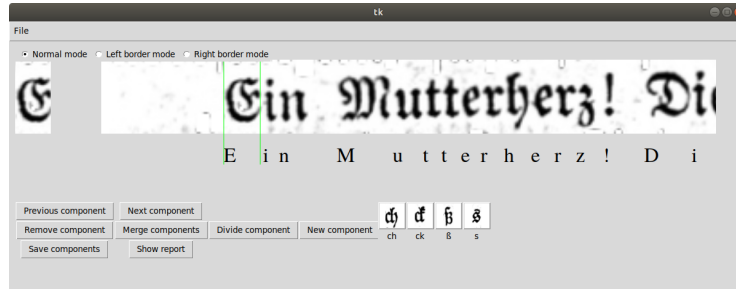 tk
File
Normal mode Left border mode Right border mode
E Ein Mutterherz! Di
E i n M u t t e r h e r z ! D i
Previous component Next component
Remove component Merge components Divide component New component ch ck ß s
Save components Show report
ch ck ß s